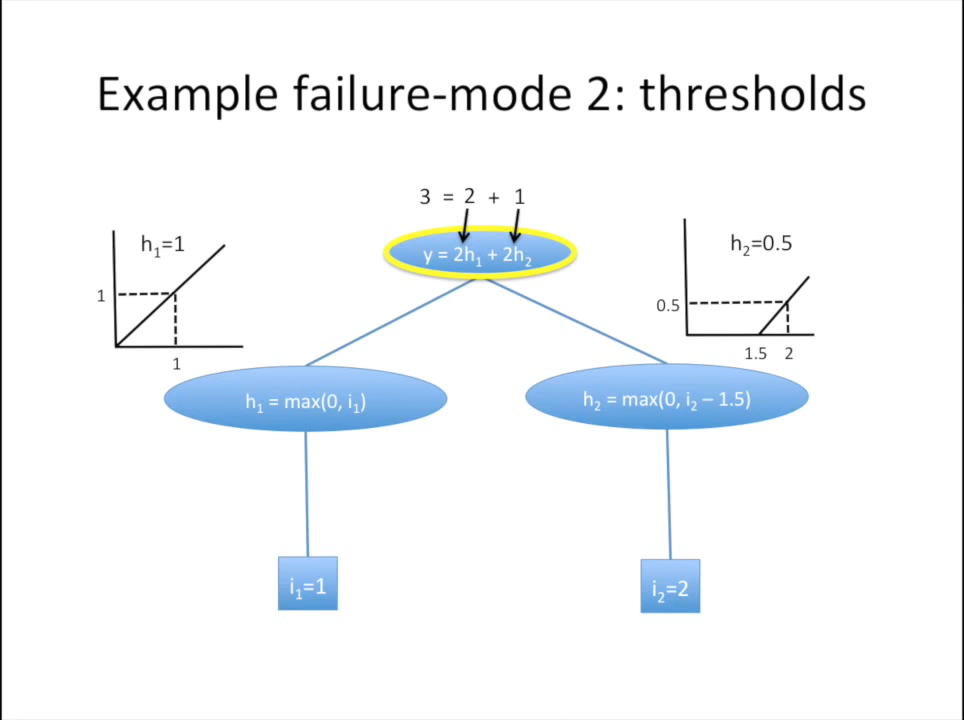 Example failure-mode 2: thresholds
3 = 2 + 1
y = 2h₁ + 2h₂
h₁=1
1
1
h₂=0.5
0.5
1.5 2
h₁ = max(0, i₁)
h₂ = max(0, i₂ – 1.5)
i₁=1
i₂=2